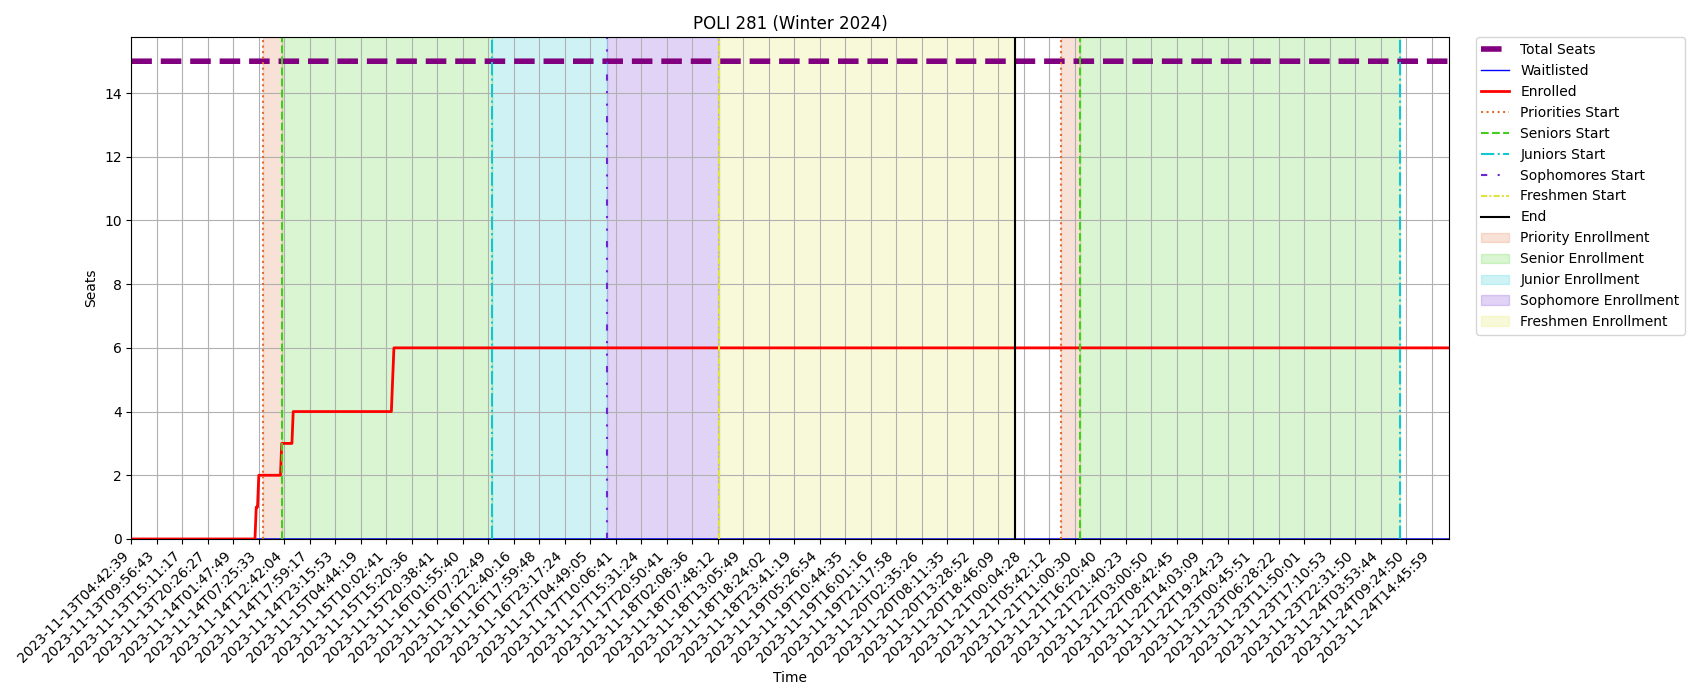 POLI 281 (Winter 2024)
Total Seats
Waitlisted
Enrolled
Priorities Start
Seniors Start
Juniors Start
Sophomores Start
Freshmen Start
End
Priority Enrollment
Senior Enrollment
Junior Enrollment
Sophomore Enrollment
Freshmen Enrollment
Seats
14
12
10
8
6
4
2
0
2023-11-13T04:42:39
2023-11-13T09:56:43
2023-11-13T15:11:17
2023-11-13T20:26:27
2023-11-14T01:47:49
2023-11-14T07:25:33
2023-11-14T12:42:04
2023-11-14T17:59:17
2023-11-14T23:15:53
2023-11-15T04:44:19
2023-11-15T10:02:41
2023-11-15T15:20:36
2023-11-15T20:38:41
2023-11-16T01:55:40
2023-11-16T07:22:49
2023-11-16T12:40:16
2023-11-16T17:59:48
2023-11-16T23:17:24
2023-11-17T04:49:05
2023-11-17T10:06:41
2023-11-17T15:31:24
2023-11-17T20:50:41
2023-11-18T02:08:36
2023-11-18T07:48:12
2023-11-18T13:05:49
2023-11-18T18:24:02
2023-11-18T23:41:19
2023-11-19T05:26:54
2023-11-19T10:44:35
2023-11-19T16:01:16
2023-11-19T21:17:58
2023-11-20T02:35:26
2023-11-20T08:11:35
2023-11-20T13:28:52
2023-11-20T18:46:09
2023-11-21T00:04:28
2023-11-21T05:42:12
2023-11-21T11:00:30
2023-11-21T16:20:40
2023-11-21T21:40:23
2023-11-22T03:00:50
2023-11-22T08:42:45
2023-11-22T14:03:09
2023-11-22T19:24:23
2023-11-23T00:45:51
2023-11-23T06:28:22
2023-11-23T11:50:01
2023-11-23T17:10:53
2023-11-23T22:31:50
2023-11-24T03:53:44
2023-11-24T09:24:50
2023-11-24T14:45:59
Time